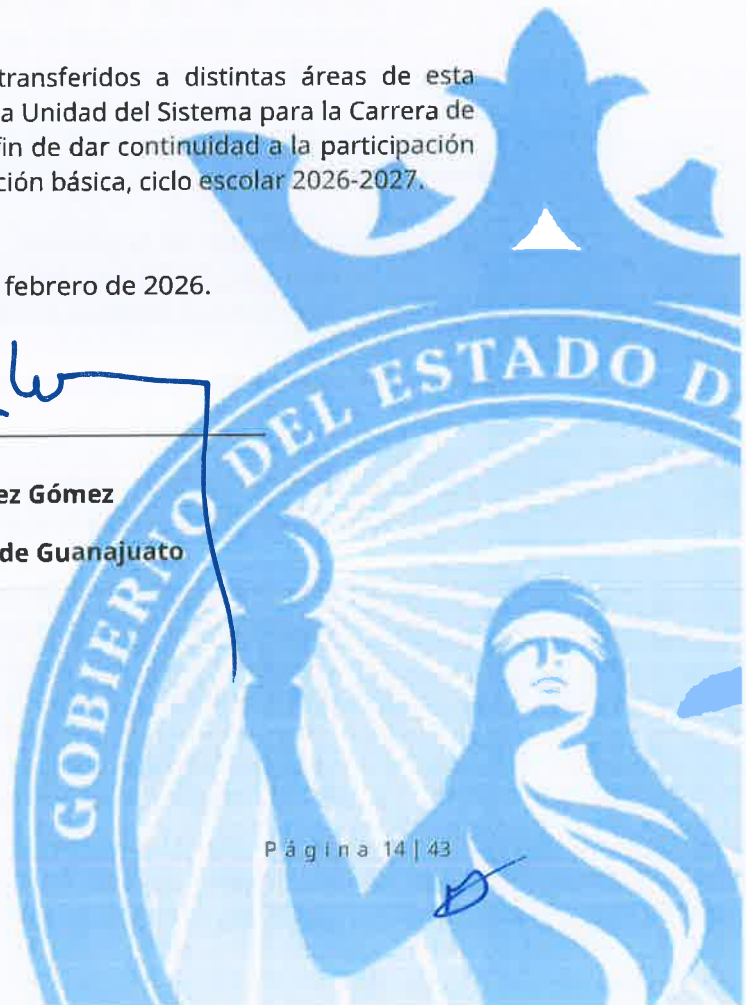 transferidos a distintas áreas de esta
a Unidad del Sistema para la Carrera de
fin de dar continuidad a la participación
ción básica, ciclo escolar 2026-2027.
febrero de 2026.
GOBIERNO DEL ESTADO D
ez Gómez
de Guanajuato
Página 14|43